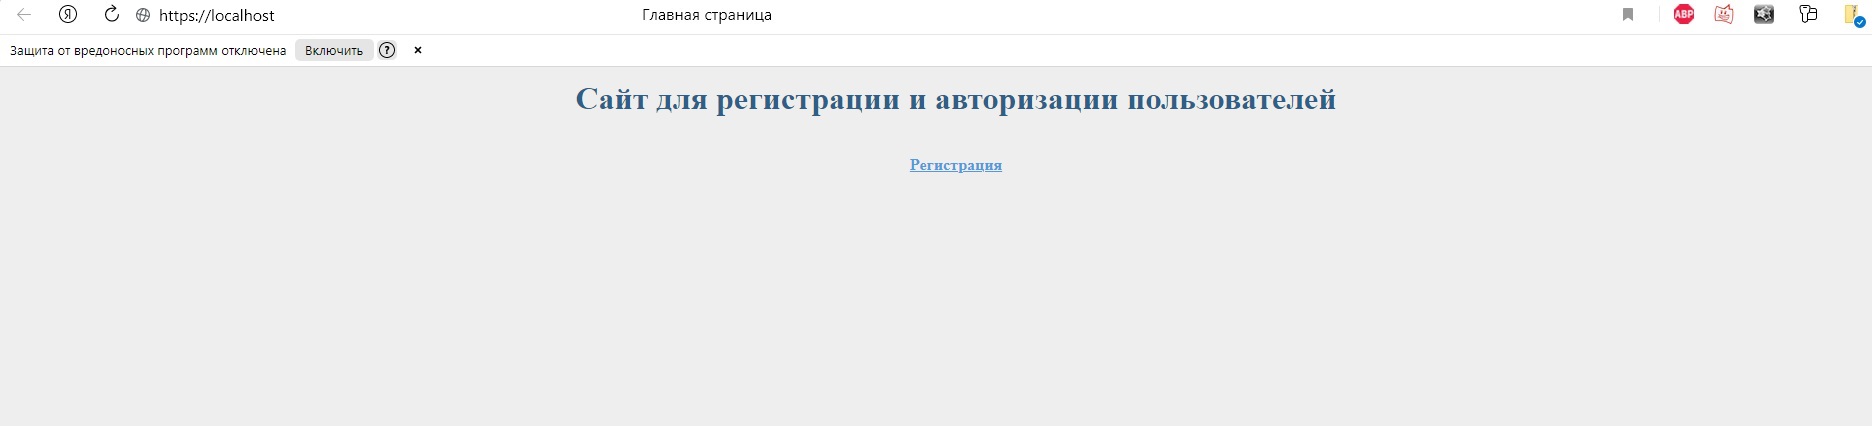 Я https://localhost Главная страница ABP
Защита от вредоносных программ отключена Включить ? ×
Сайт для регистрации и авторизации пользователей
Регистрация